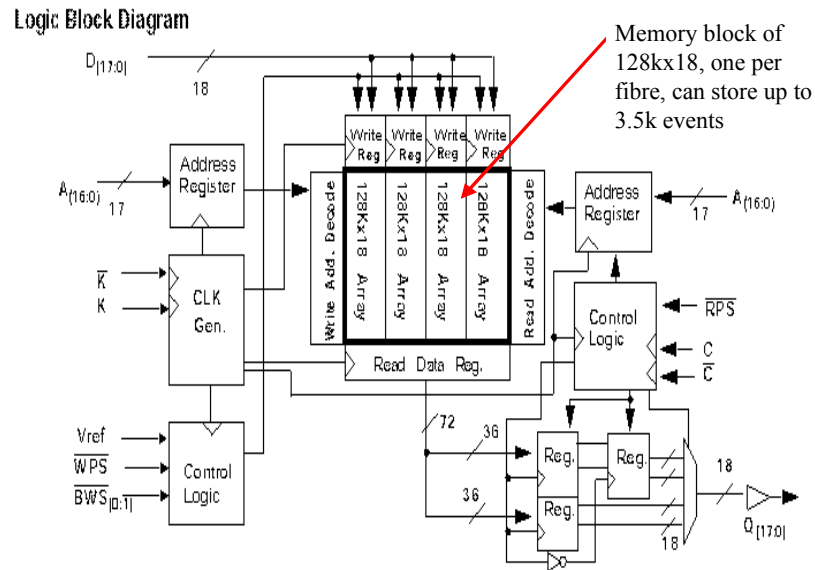 Logic Block Diagram
Memory block of
128kx18, one per
fibre, can store up to
3.5k events
D[17:0]
18
Write
Reg
Write
Reg
Write
Reg
Write
Reg
Address
Register
A(16:0)
17
Write Add. Decode
128Kx18 Array
128Kx18 Array
128Kx18 Array
128Kx18 Array
Read Add. Decode
Address
Register
17
A(16:0)
K
K
CLK
Gen.
Control
Logic
RPS
C
C
Read Data Reg.
Vref
WPS
BWS[0:1]
Control
Logic
72
36
36
Reg.
Reg.
Reg.
18
18
Q[17:0]